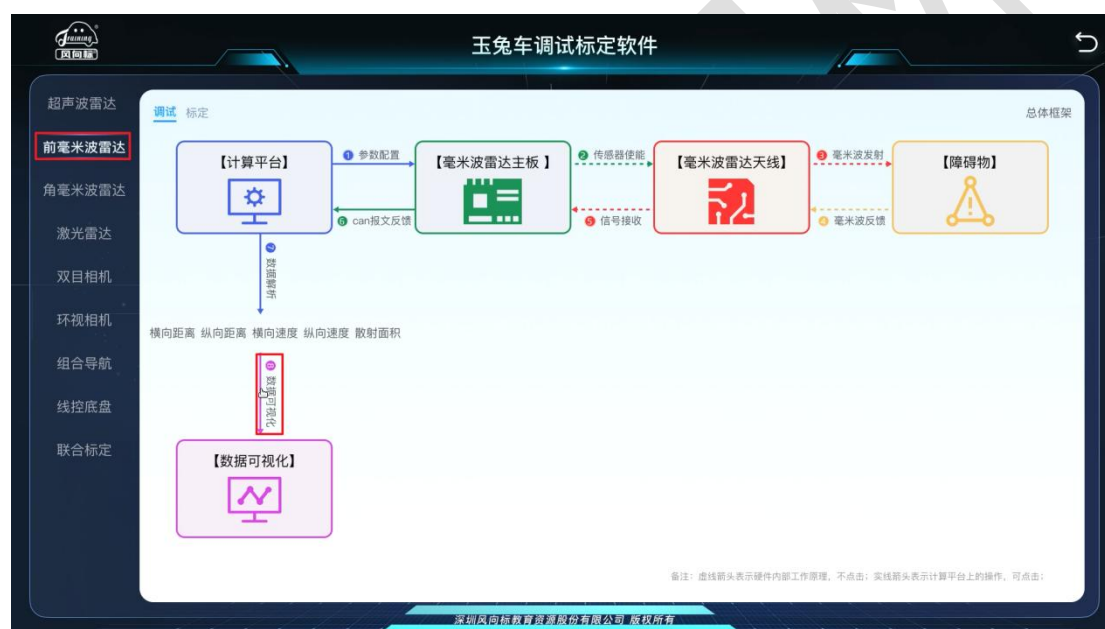 Training
风向标
玉兔车调试标定软件
超声波雷达
前毫米波雷达
角毫米波雷达
激光雷达
双目相机
环视相机
组合导航
线控底盘
联合标定
调试 标定
总体框架
【计算平台】
1 参数配置
【毫米波雷达主板 】
2 传感器使能
【毫米波雷达天线】
3 毫米波发射
【障碍物】
6 can报文反馈
5 信号接收
4 毫米波反馈
7 数据解析
横向距离 纵向距离 横向速度 纵向速度 散射面积
8 数据可视化
【数据可视化】
备注：虚线箭头表示硬件内部工作原理，不点击；实线箭头表示计算平台上的操作，可点击；
深圳风向标教育资源股份有限公司 版权所有